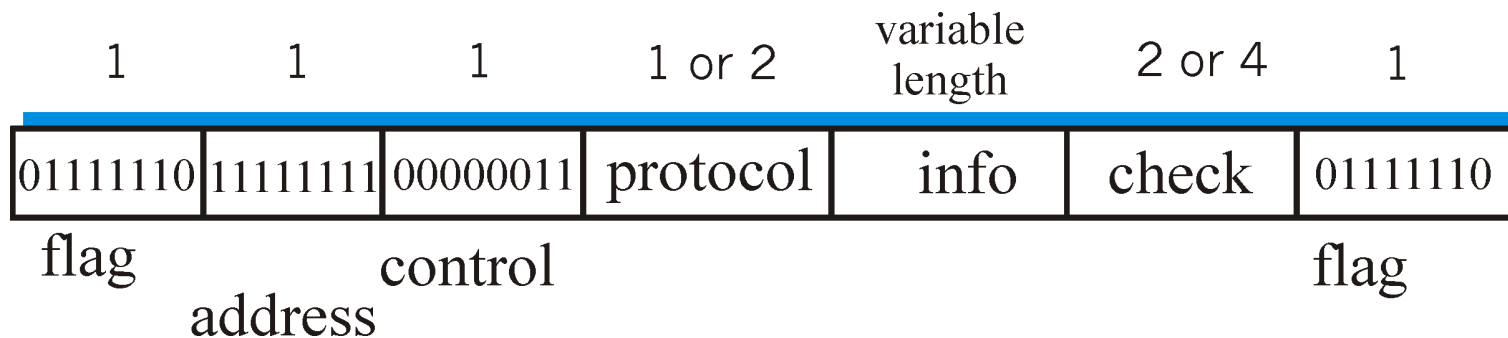 1 1 1 1 or 2 variable length 2 or 4 1
01111110 11111111 00000011 protocol info check 01111110
flag address control flag